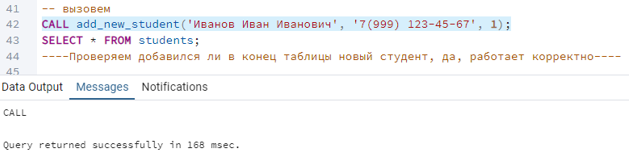 41 -- вызовем
42 CALL add_new_student('Иванов Иван Иванович', '7(999) 123-45-67', 1);
43 SELECT * FROM students;
44 ----Проверяем добавился ли в конец таблицы новый студент, да, работает корректно----
45
Data Output Messages Notifications
CALL
Query returned successfully in 168 msec.